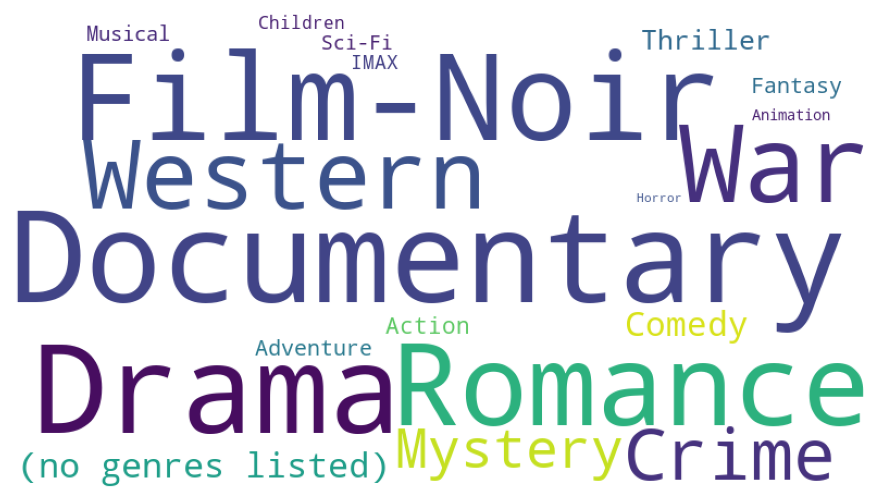 Children
Musical
Sci-Fi
Thriller
IMAX
Film-Noir
Fantasy
Animation
Western
War
Horror
Documentary
Action
Comedy
Adventure
Drama
Romance
Mystery
Crime
(no genres listed)